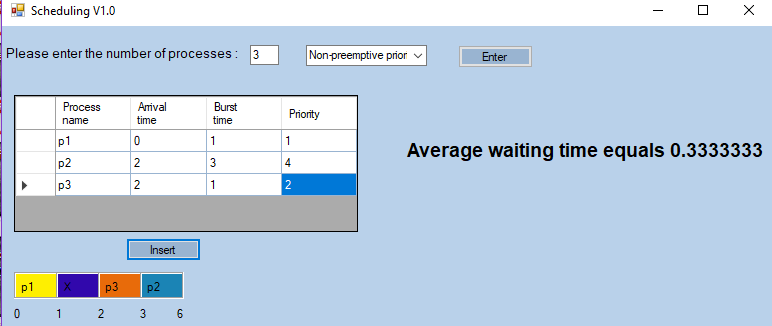 Scheduling V1.0
Please enter the number of processes : 3 Non-preemptive prior Enter
Process name Arrival time Burst time Priority
p1 0 1 1
p2 2 3 4
p3 2 1 2
Average waiting time equals 0.3333333
Insert
p1 X p3 p2
0 1 2 3 6